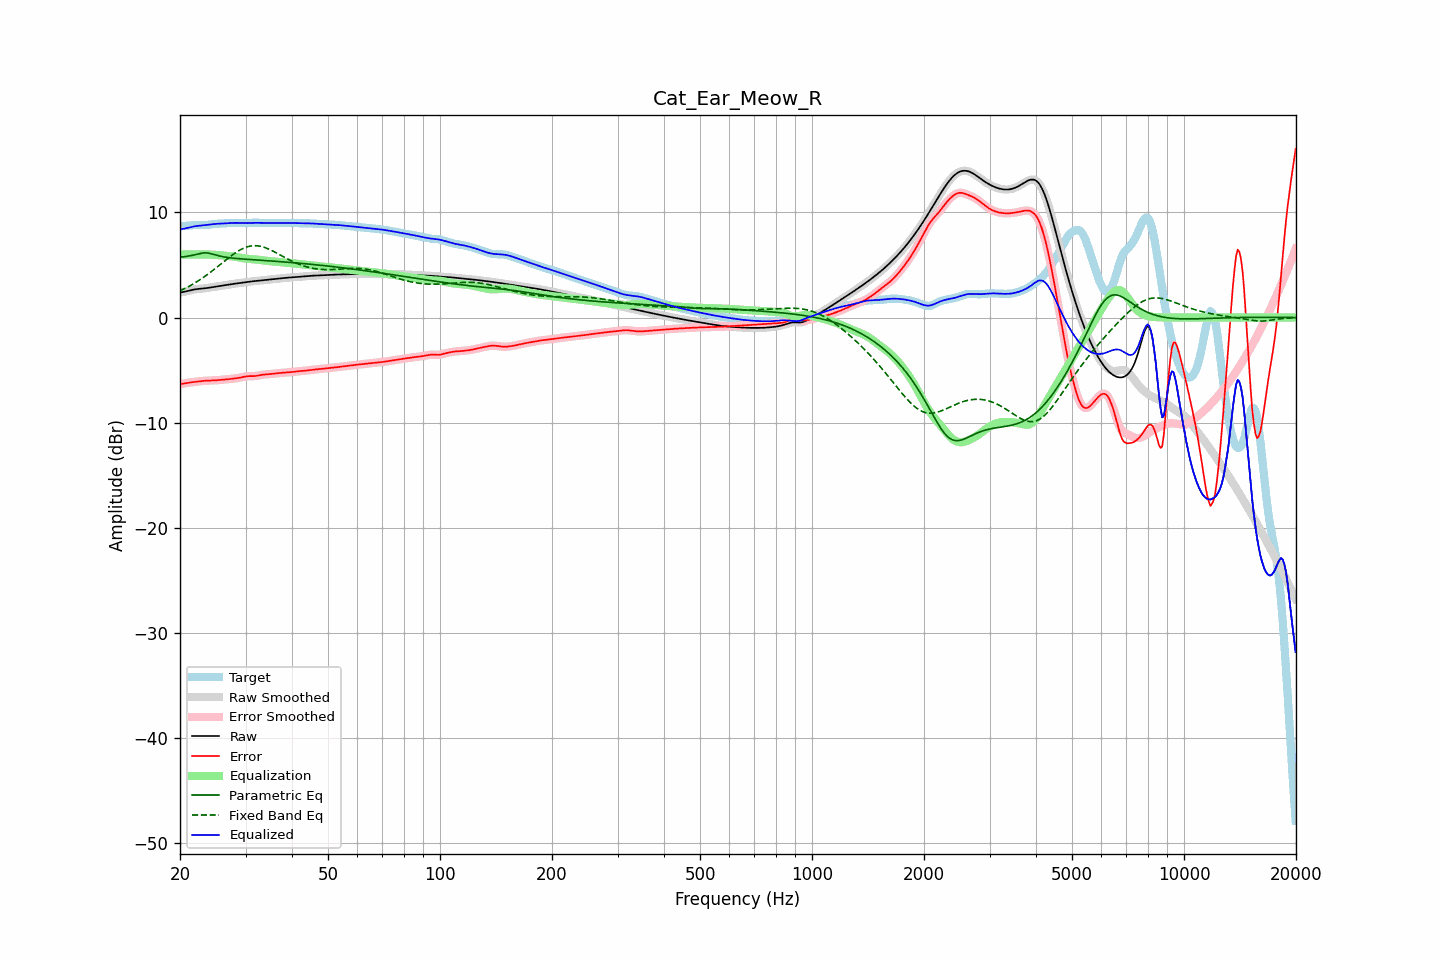 Cat_Ear_Meow_R
Amplitude (dBr)
10
0
−10
−20
−30
−40
−50
Target
Raw Smoothed
Error Smoothed
Raw
Error
Equalization
Parametric Eq
Fixed Band Eq
Equalized
20 50 100 200 500 1000 2000 5000 10000 20000
Frequency (Hz)